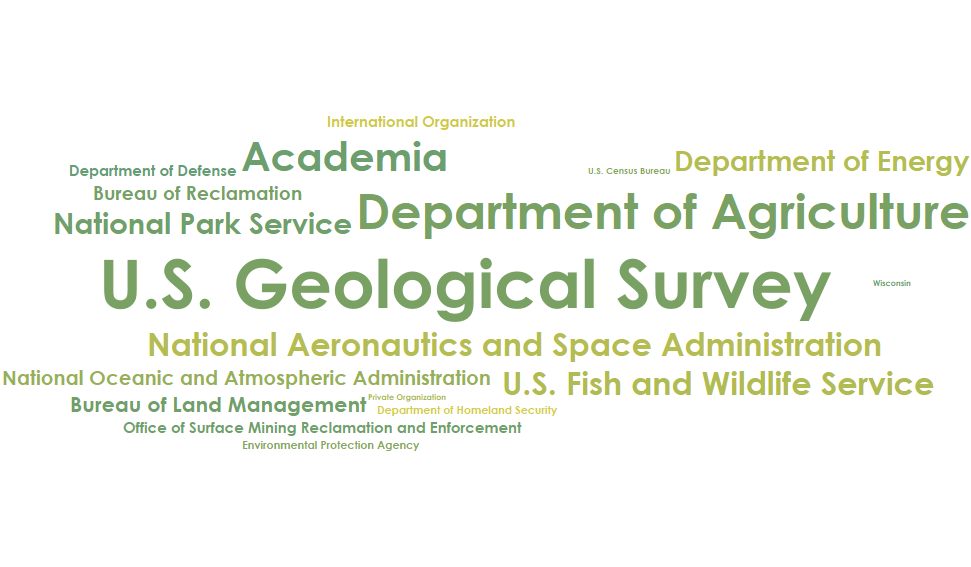 International Organization
Academia
Department of Energy
Department of Defense
U.S. Census Bureau
Bureau of Reclamation
Department of Agriculture
National Park Service
U.S. Geological Survey
Wisconsin
National Aeronautics and Space Administration
National Oceanic and Atmospheric Administration
U.S. Fish and Wildlife Service
Private Organization
Bureau of Land Management
Department of Homeland Security
Office of Surface Mining Reclamation and Enforcement
Environmental Protection Agency